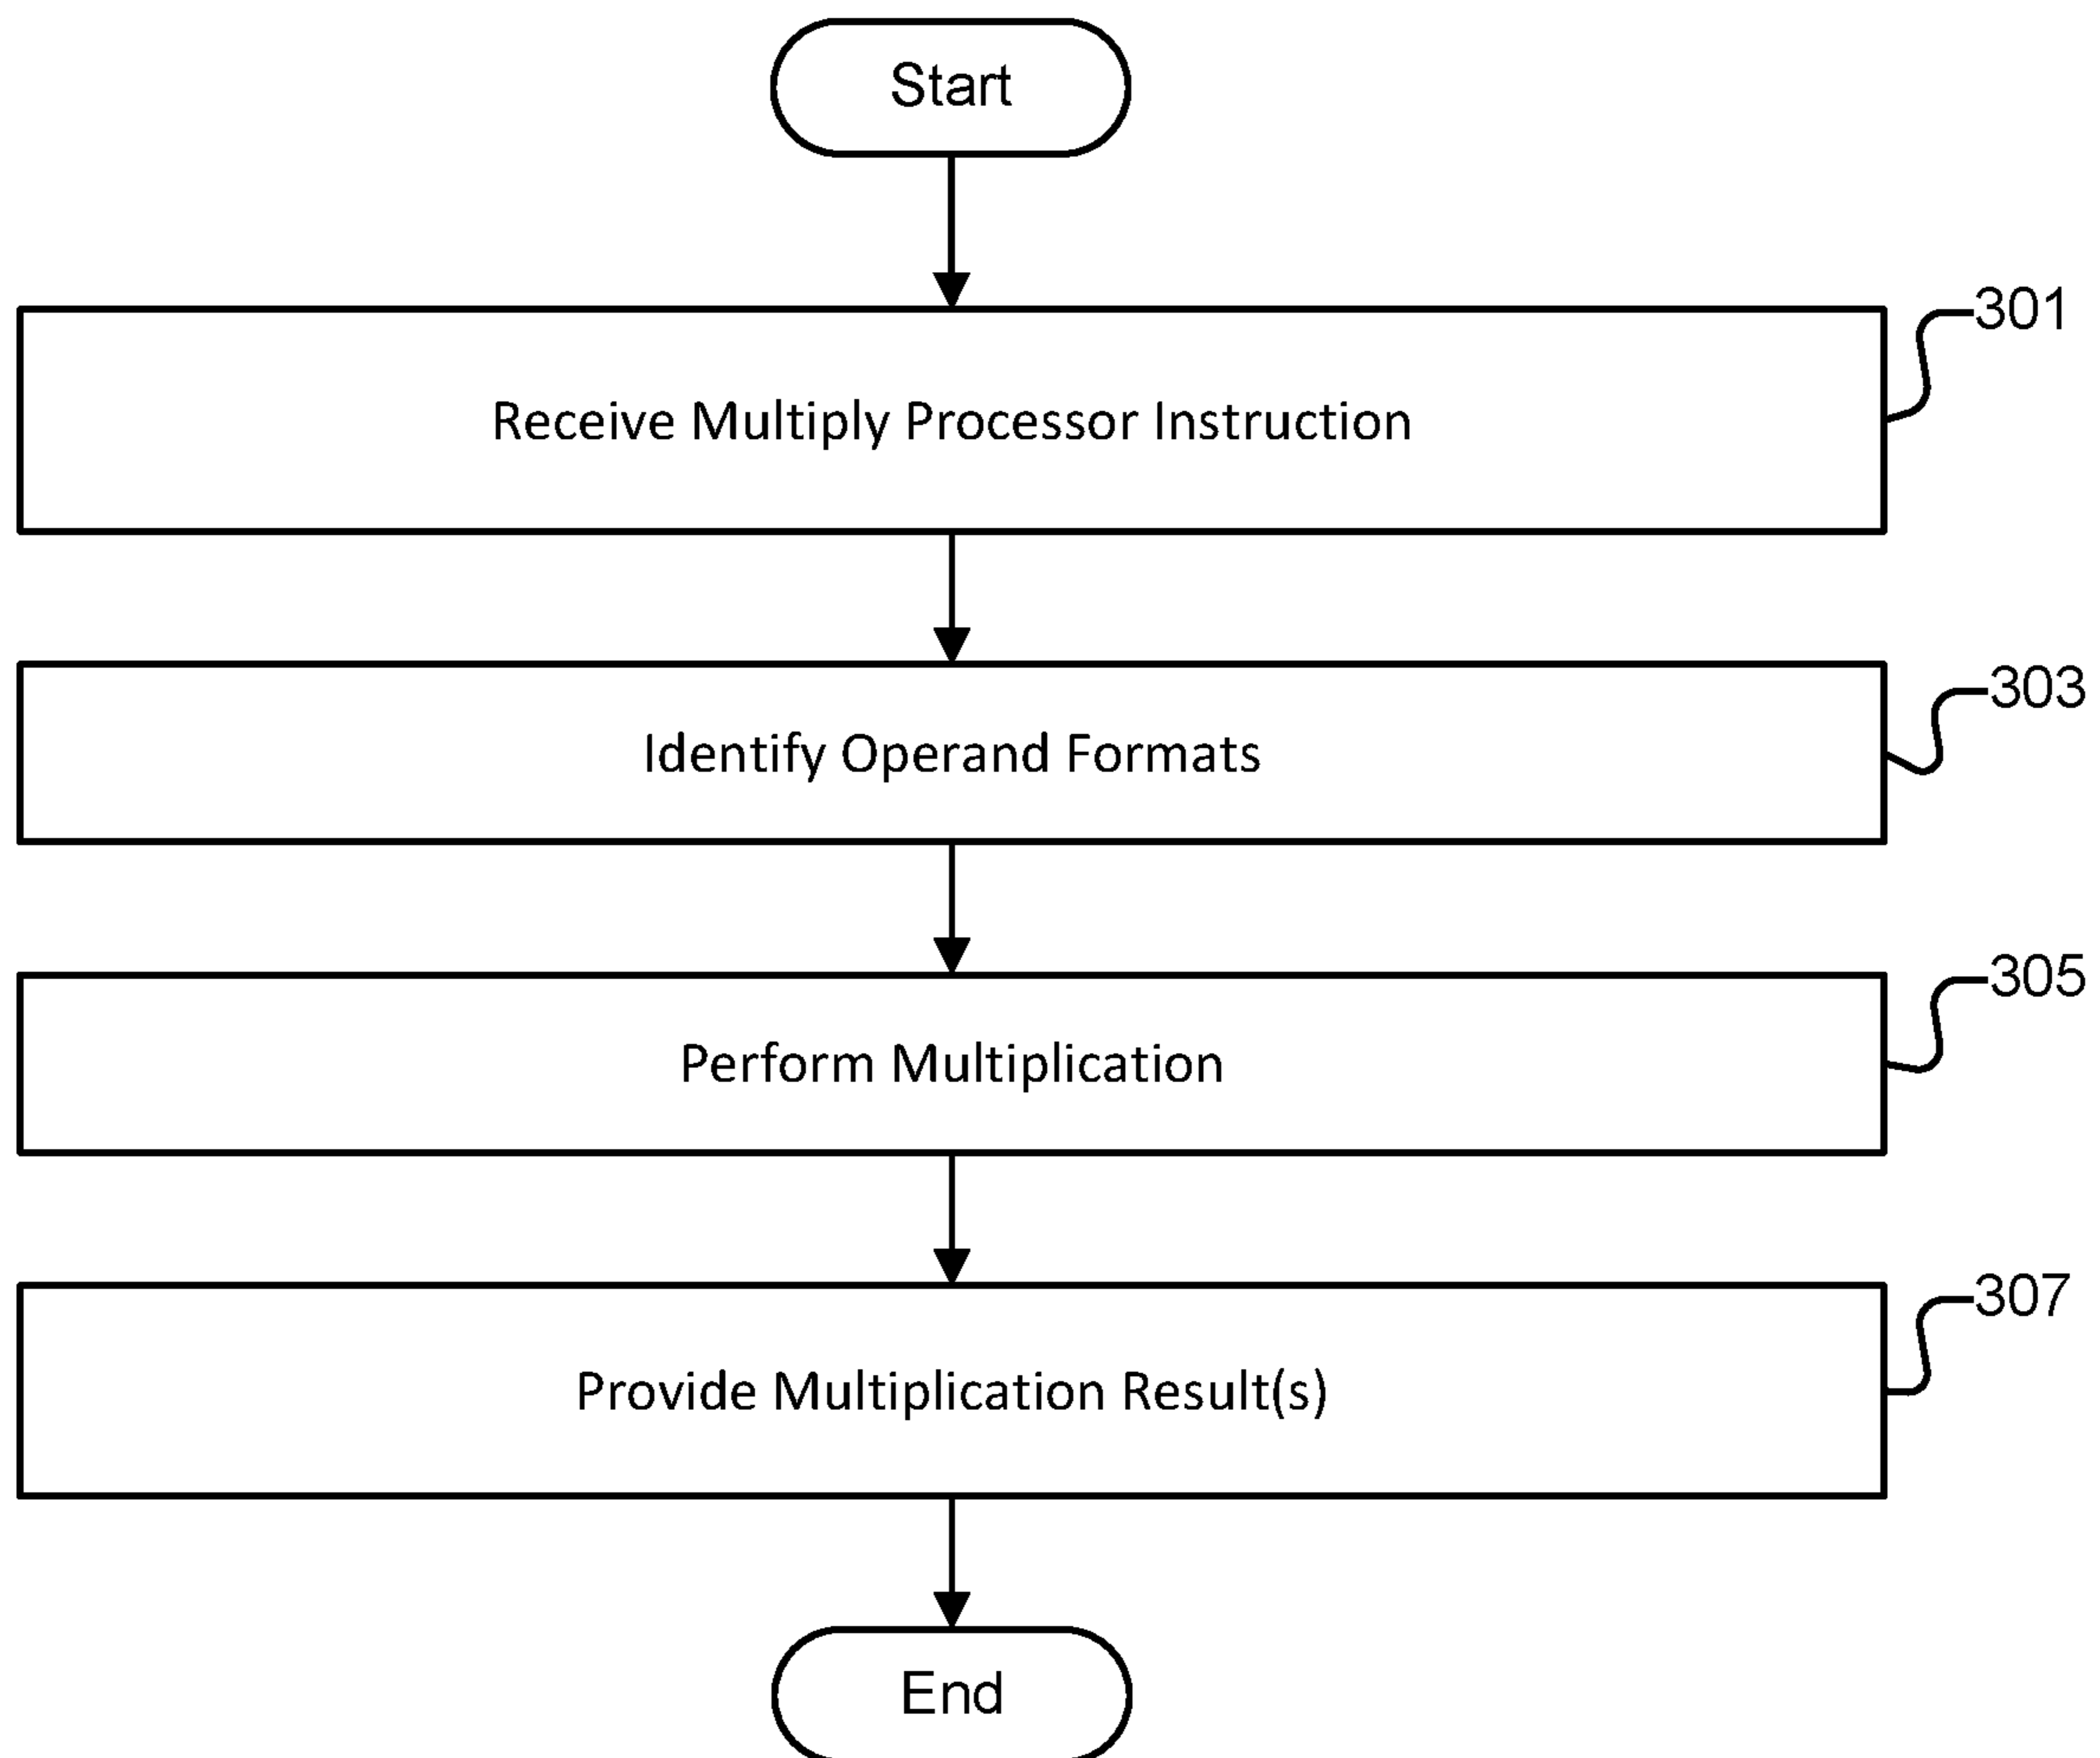 Start
301
Receive Multiply Processor Instruction
303
Identify Operand Formats
305
Perform Multiplication
307
Provide Multiplication Result(s)
End